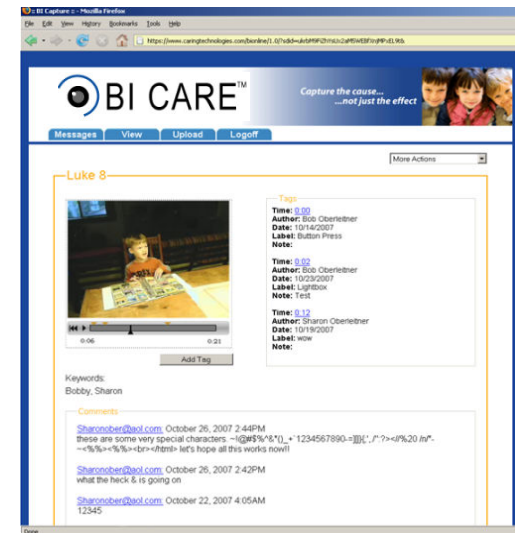 :: BI Capture :: - Mozilla Firefox
File Edit View History Bookmarks Tools Help
BI CARE™
Capture the cause...
...not just the effect
Messages View Upload Logoff
More Actions
Luke 8
Tags
Time: 0:00
Author: Bob Oberleitner
Date: 10/14/2007
Label: Button Press
Note:
Time: 0:02
Author: Bob Oberleitner
Date: 10/23/2007
Label: Lightbox
Note: Test
Time: 0:12
Author: Sharon Oberleitner
Date: 10/19/2007
Label: wow
Note:
0:06 0:21
Add Tag
Keywords:
Bobby, Sharon
Comments
Sharonober@aol.com: October 26, 2007 2:44PM
these are some very special characters.
let's hope all this works now!!
Sharonober@aol.com: October 26, 2007 2:42PM
what the heck & is going on
Sharonober@aol.com: October 22, 2007 4:05AM
12345
Done